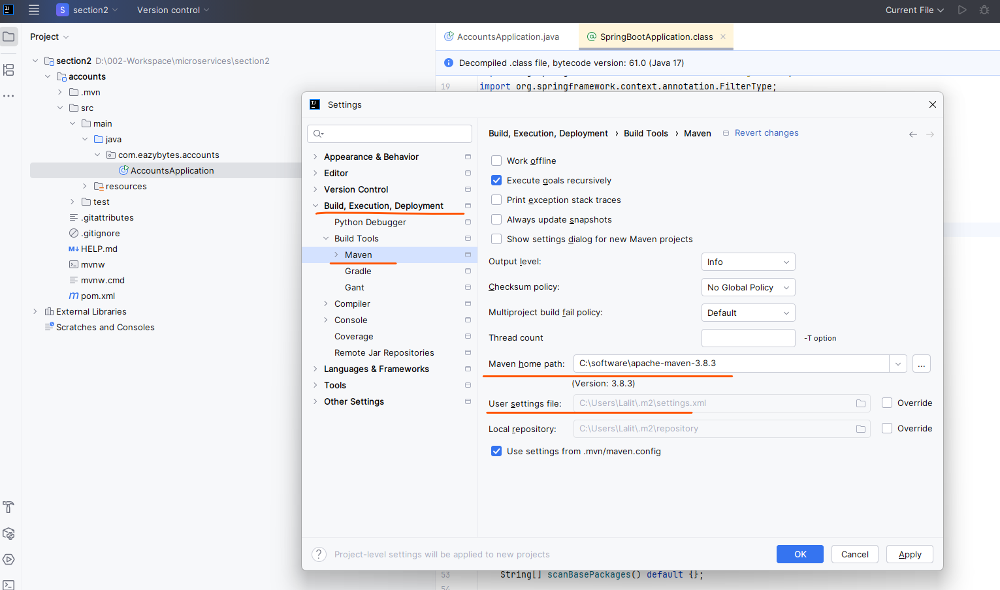 S section2 Version control Current File
Project
section2 D:\002-Workspace\microservices\section2
accounts
.mvn
src
main
java
com.eazybytes.accounts
AccountsApplication
resources
test
.gitattributes
.gitignore
M↓ HELP.md
mvnw
mvnw.cmd
m pom.xml
External Libraries
Scratches and Consoles
AccountsApplication.java
@ SpringBootApplication.class
Decompiled .class file, bytecode version: 61.0 (Java 17)
19 import org.springframework.context.annotation.FilterType;
Settings
Appearance & Behavior
Editor
Version Control
Build, Execution, Deployment
Python Debugger
Build Tools
Maven
Gradle
Gant
Compiler
Console
Coverage
Remote Jar Repositories
Languages & Frameworks
Tools
Other Settings
Build, Execution, Deployment › Build Tools › Maven Revert changes
Work offline
Execute goals recursively
Print exception stack traces
Always update snapshots
Show settings dialog for new Maven projects
Output level: Info
Checksum policy: No Global Policy
Multiproject build fail policy: Default
Thread count -T option
Maven home path: C:\software\apache-maven-3.8.3 ...
(Version: 3.8.3)
User settings file: C:\Users\Lalit\.m2\settings.xml Override
Local repository: C:\Users\Lalit\.m2\repository Override
Use settings from .mvn/maven.config
? Project-level settings will be applied to new projects
OK Cancel Apply
53 String[] scanBasePackages() default {};
54